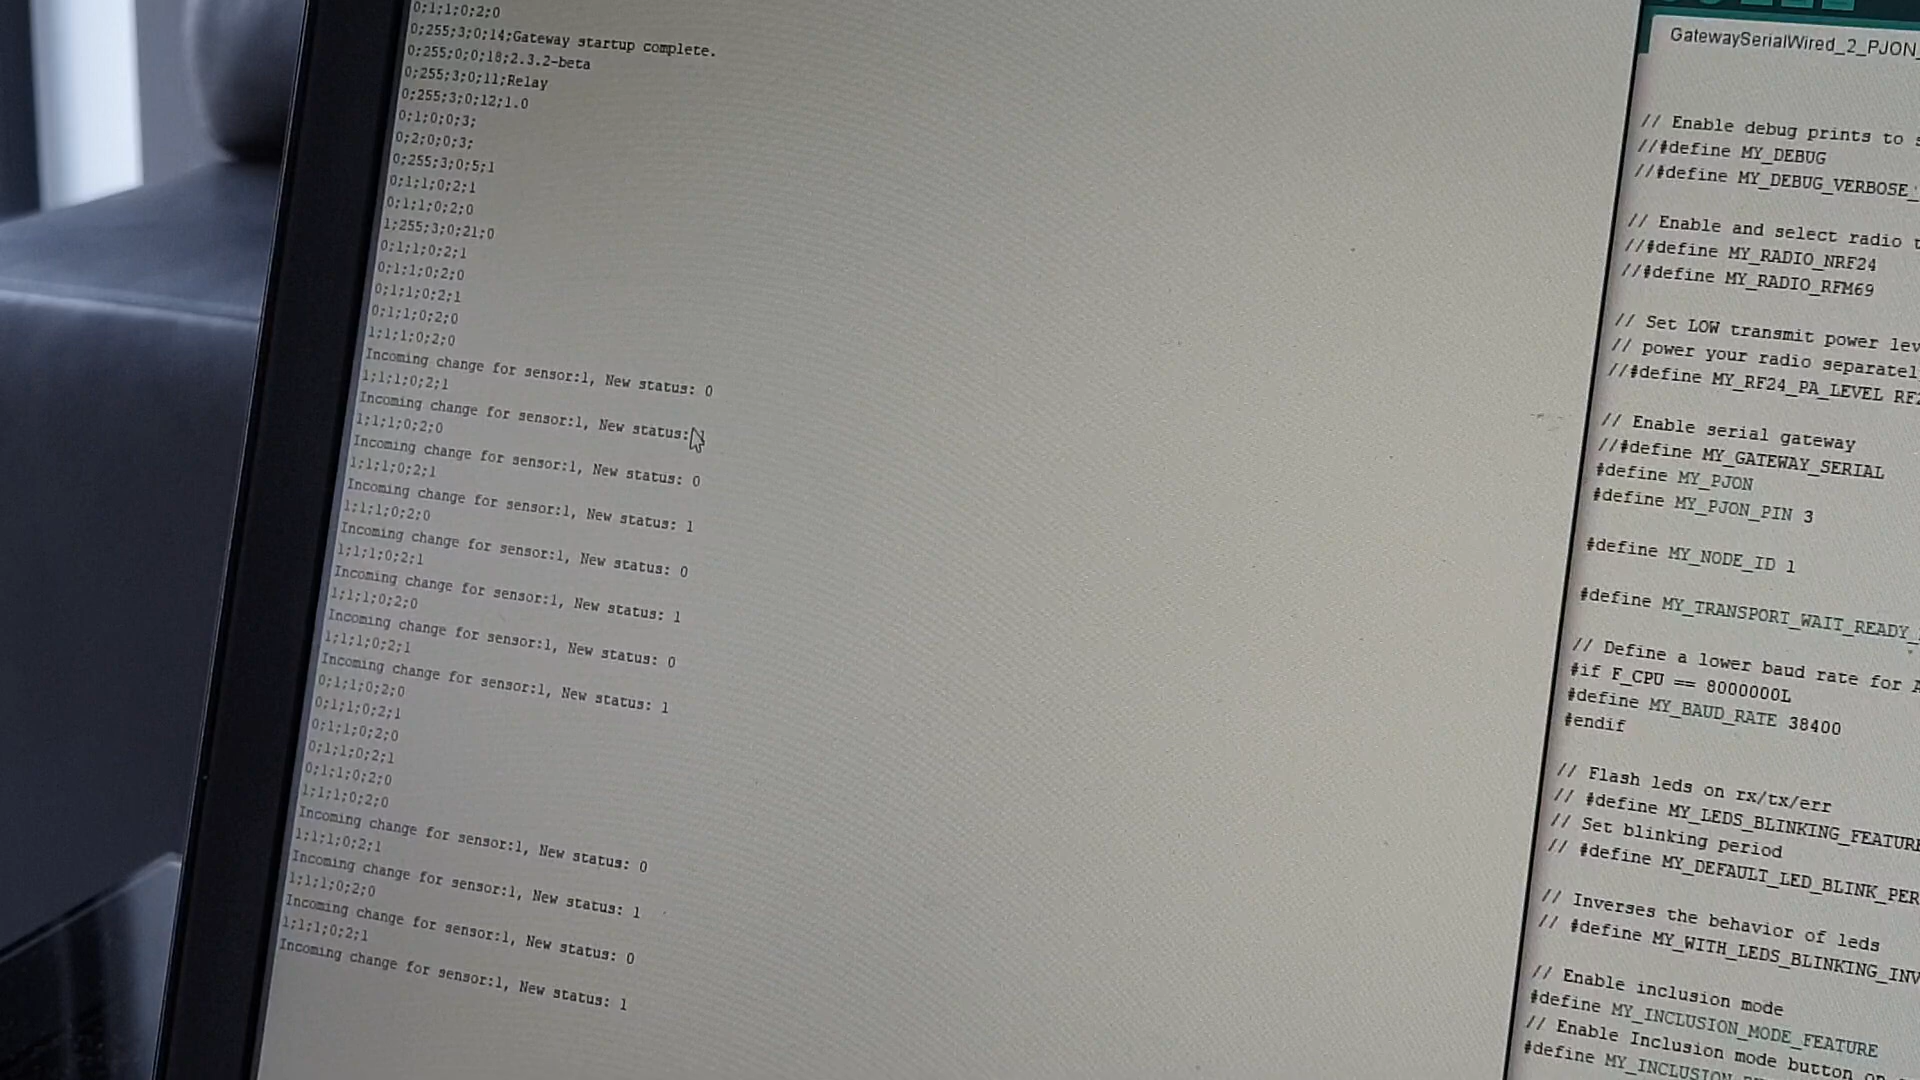 0;1;1;0;2;0
0;255;3;0;14;Gateway startup complete.
0;255;0;0;18;2.3.2-beta
0;255;3;0;11;Relay
0;255;3;0;12;1.0
0;1;0;0;3;
0;2;0;0;3;
0;255;3;0;5;1
0;1;1;0;2;1
0;1;1;0;2;0
1;255;3;0;21;0
0;1;1;0;2;1
0;1;1;0;2;0
0;1;1;0;2;1
0;1;1;0;2;0
1;1;1;0;2;0
Incoming change for sensor:1, New status: 0
1;1;1;0;2;1
Incoming change for sensor:1, New status:
1;1;1;0;2;0
Incoming change for sensor:1, New status: 0
1;1;1;0;2;1
Incoming change for sensor:1, New status: 1
1;1;1;0;2;0
Incoming change for sensor:1, New status: 0
1;1;1;0;2;1
Incoming change for sensor:1, New status: 1
1;1;1;0;2;0
Incoming change for sensor:1, New status: 0
1;1;1;0;2;1
Incoming change for sensor:1, New status: 1
0;1;1;0;2;0
0;1;1;0;2;1
0;1;1;0;2;0
0;1;1;0;2;1
0;1;1;0;2;0
1;1;1;0;2;0
Incoming change for sensor:1, New status: 0
1;1;1;0;2;1
Incoming change for sensor:1, New status: 1
1;1;1;0;2;0
Incoming change for sensor:1, New status: 0
1;1;1;0;2;1
Incoming change for sensor:1, New status: 1
GatewaySerialWired_2_PJON_
// Enable debug prints to s
//#define MY_DEBUG
//#define MY_DEBUG_VERBOSE_
// Enable and select radio t
//#define MY_RADIO_NRF24
//#define MY_RADIO_RFM69
// Set LOW transmit power lev
// power your radio separatel
//#define MY_RF24_PA_LEVEL RF2
// Enable serial gateway
//#define MY_GATEWAY_SERIAL
#define MY_PJON
#define MY_PJON_PIN 3
#define MY_NODE_ID 1
#define MY_TRANSPORT_WAIT_READY_
// Define a lower baud rate for A
#if F_CPU == 8000000L
#define MY_BAUD_RATE 38400
#endif
// Flash leds on rx/tx/err
// #define MY_LEDS_BLINKING_FEATURE
// Set blinking period
// #define MY_DEFAULT_LED_BLINK_PER
// Inverses the behavior of leds
// #define MY_WITH_LEDS_BLINKING_INV
// Enable inclusion mode
#define MY_INCLUSION_MODE_FEATURE
// Enable Inclusion mode button on
#define MY_INCLUSION